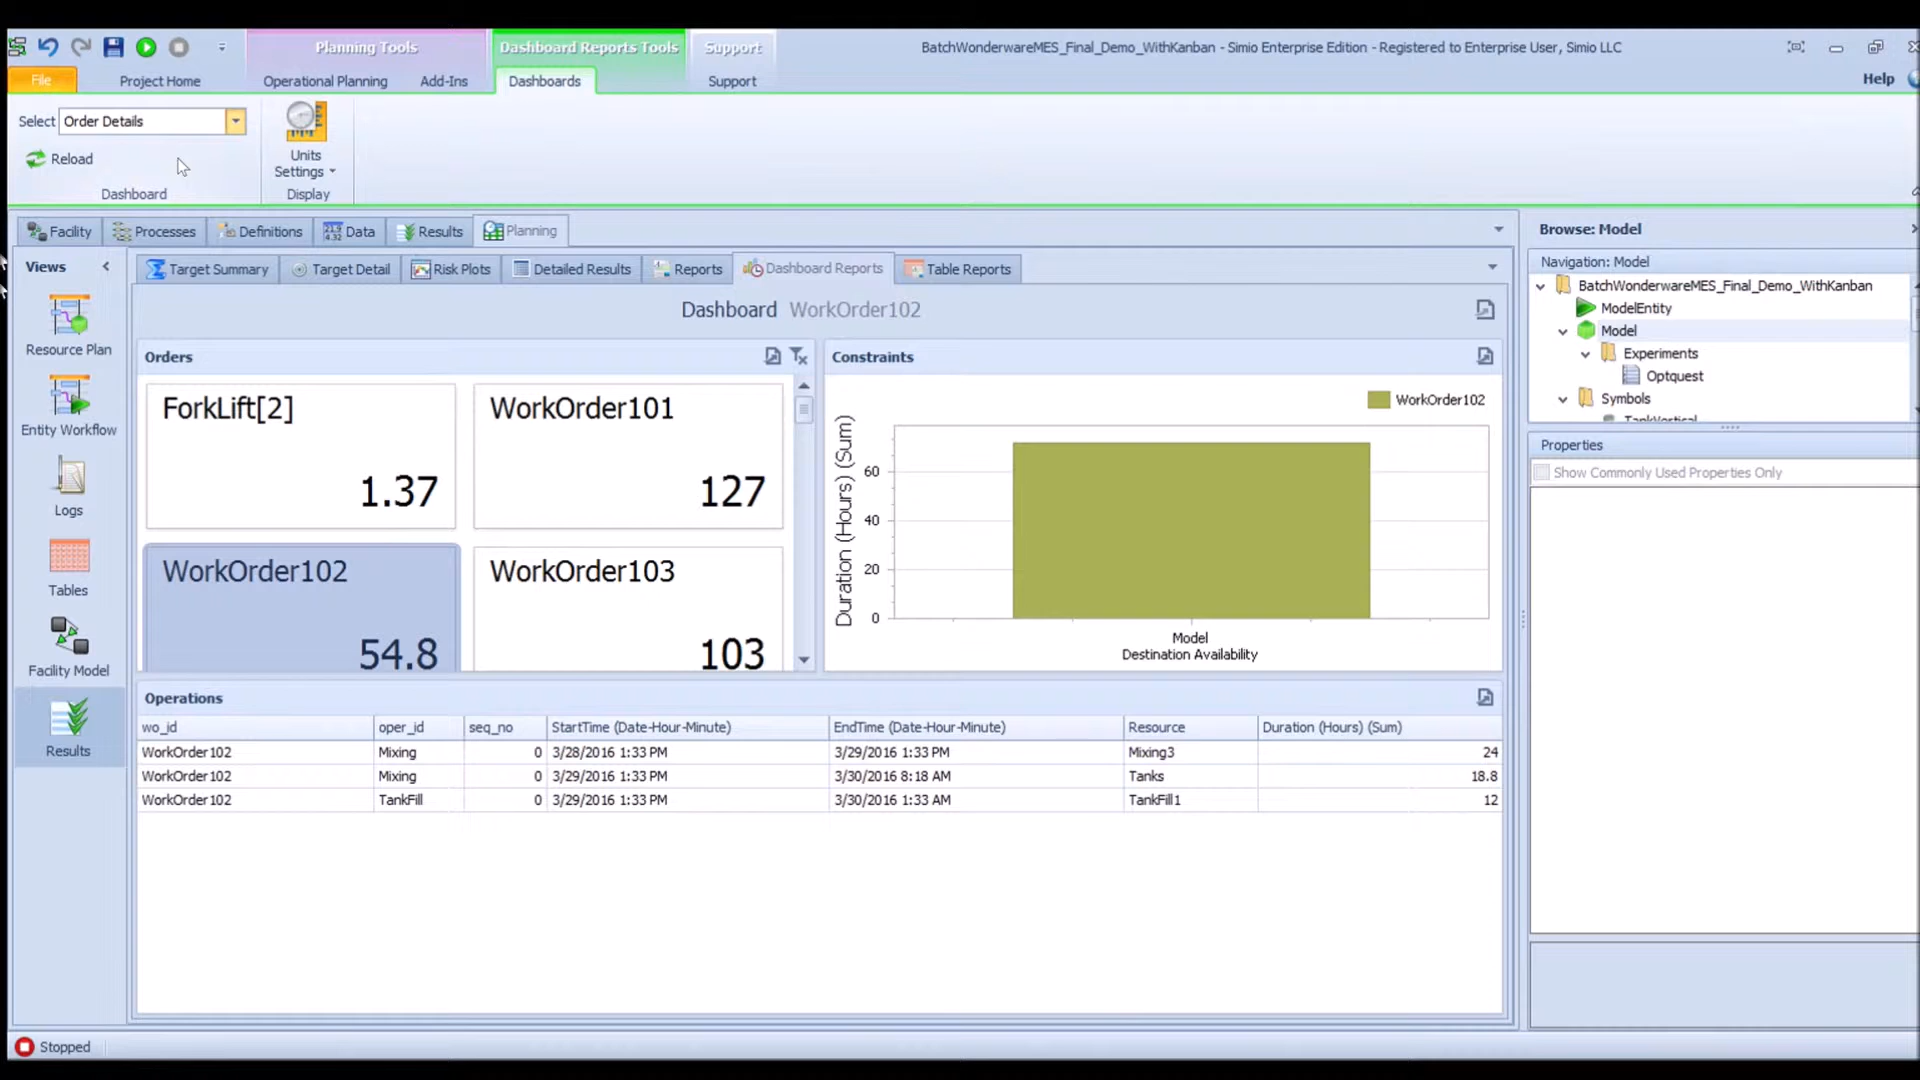 Planning Tools
Dashboard Reports Tools
Support
BatchWonderwareMES_Final_Demo_WithKanban - Simio Enterprise Edition - Registered to Enterprise User, Simio LLC
File
Project Home
Operational Planning
Add-Ins
Dashboards
Support
Help
Select
Order Details
Reload
Dashboard
Units
Settings
Display
Facility
Processes
Definitions
Data
Results
Planning
Views
Resource Plan
Entity Workflow
Logs
Tables
Facility Model
Results
Target Summary
Target Detail
Risk Plots
Detailed Results
Reports
Dashboard Reports
Table Reports
Dashboard WorkOrder102
Orders
ForkLift[2]
1.37
WorkOrder101
127
WorkOrder102
54.8
WorkOrder103
103
Constraints
WorkOrder102
Duration (Hours) (Sum)
60
40
20
0
Model
Destination Availability
Operations
wo_id oper_id seq_no StartTime (Date-Hour-Minute) EndTime (Date-Hour-Minute) Resource Duration (Hours) (Sum)
WorkOrder102 Mixing 0 3/28/2016 1:33 PM 3/29/2016 1:33 PM Mixing3 24
WorkOrder102 Mixing 0 3/29/2016 1:33 PM 3/30/2016 8:18 AM Tanks 18.8
WorkOrder102 TankFill 0 3/29/2016 1:33 PM 3/30/2016 1:33 AM TankFill1 12
Browse: Model
Navigation: Model
BatchWonderwareMES_Final_Demo_WithKanban
ModelEntity
Model
Experiments
Optquest
Symbols
TankVertical
Properties
Show Commonly Used Properties Only
Stopped